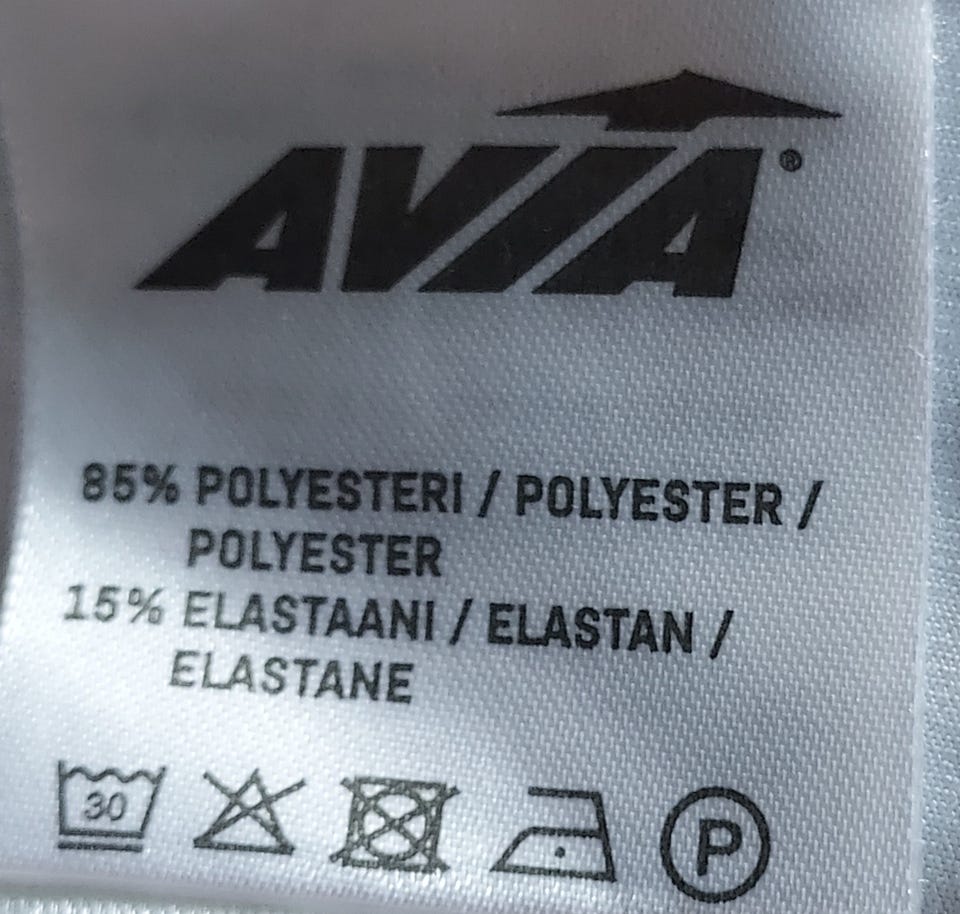 AVIA®
85% POLYESTERI / POLYESTER /
POLYESTER
15% ELASTAANI / ELASTAN /
ELASTANE
30 P